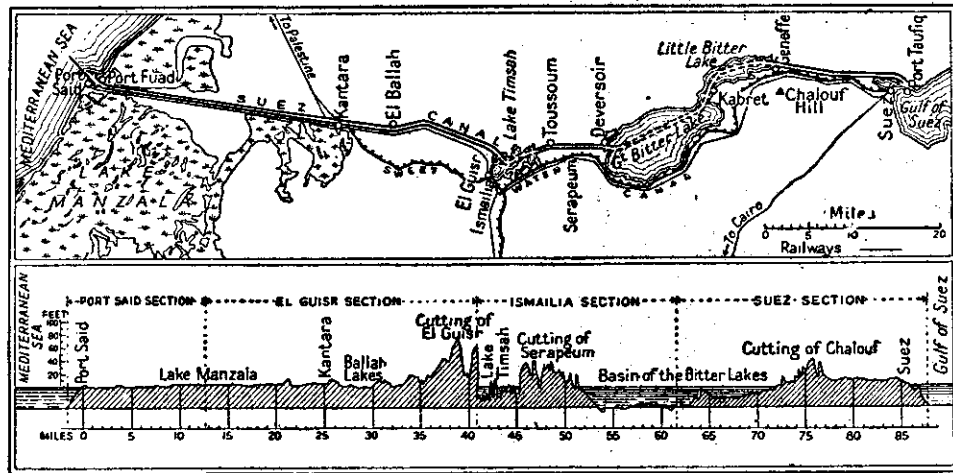 MEDITERRANEAN SEA
Port Said
Port Fuad
To Palestine
Kantara
El Ballah
SUEZ CANAL
Lake Timsah
Toussoum
Deversoir
Little Bitter Lake
Geneffe
Port Taufiq
Kabret
Chalouf Hill
Suez
Gulf of Suez
Gt. Bitter Lake
LAKE MANZALA
El Guisr
Ismailia
SWEET WATER CANAL
Serapeum
To Cairo
Miles
0 5 10 20
Railways
MEDITERRANEAN SEA
PORT SAID SECTION
EL GUISR SECTION
ISMAILIA SECTION
SUEZ SECTION
Gulf of Suez
FEET
80
60
40
20
Port Said
Lake Manzala
Kantara
Ballah Lakes
Cutting of El Guisr
Lake Timsah
Cutting of Serapeum
Basin of the Bitter Lakes
Cutting of Chalouf
Suez
MILES 0 5 10 15 20 25 30 35 40 45 50 55 60 65 70 75 80 85